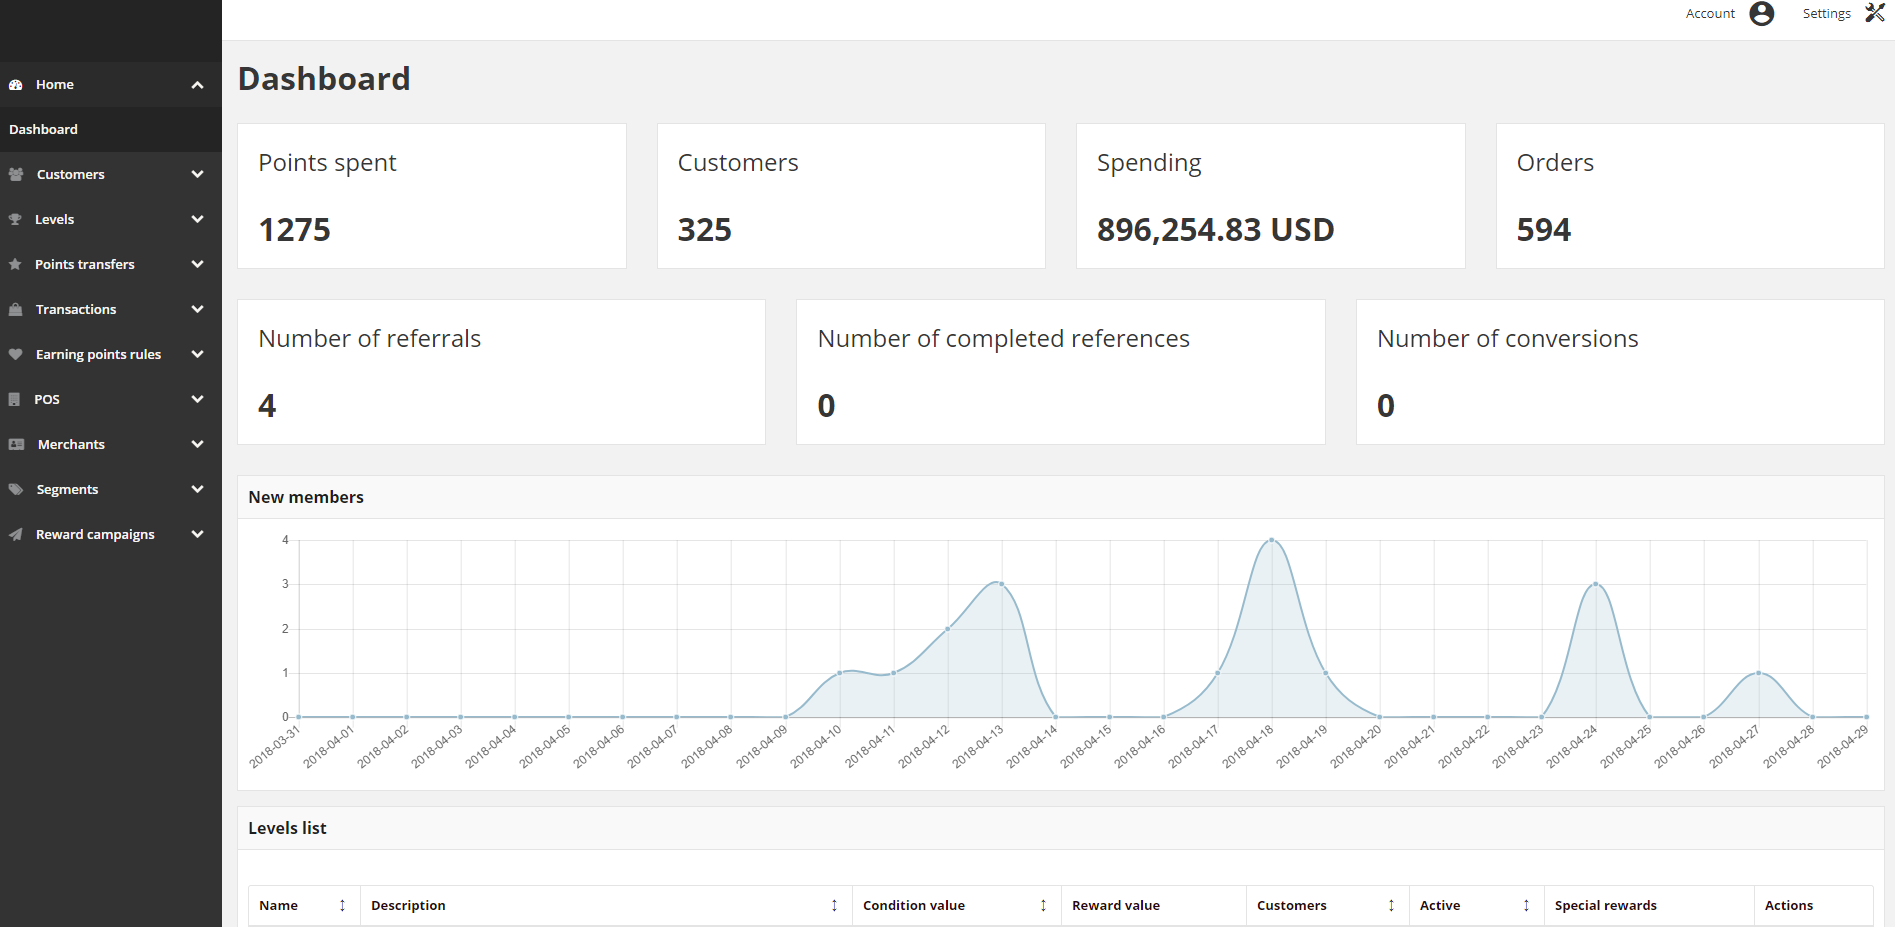 Account
Settings
Home
Dashboard
Customers
Levels
Points transfers
Transactions
Earning points rules
POS
Merchants
Segments
Reward campaigns
Dashboard
Points spent
1275
Customers
325
Spending
896,254.83 USD
Orders
594
Number of referrals
4
Number of completed references
0
Number of conversions
0
New members
4
3
2
1
0
2018-03-31
2018-04-01
2018-04-02
2018-04-03
2018-04-04
2018-04-05
2018-04-06
2018-04-07
2018-04-08
2018-04-09
2018-04-10
2018-04-11
2018-04-12
2018-04-13
2018-04-14
2018-04-15
2018-04-16
2018-04-17
2018-04-18
2018-04-19
2018-04-20
2018-04-21
2018-04-22
2018-04-23
2018-04-24
2018-04-25
2018-04-26
2018-04-27
2018-04-28
2018-04-29
Levels list
Name Description Condition value Reward value Customers Active Special rewards Actions